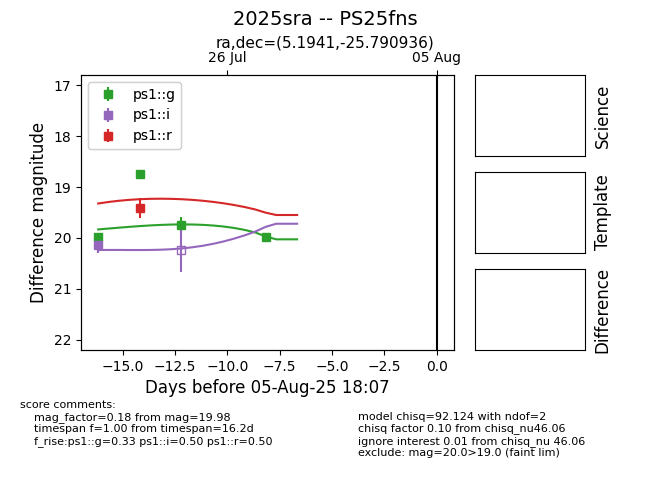 2025sra -- PS25fns
ra,dec=(5.1941,-25.790936)
26 Jul
05 Aug
17
18
19
20
21
22
Difference magnitude
ps1::g
ps1::i
ps1::r
−15.0
−12.5
−10.0
−7.5
−5.0
−2.5
0.0
Days before 05-Aug-25 18:07
Science
Template
Difference
score comments:
mag_factor=0.18 from mag=19.98
timespan f=1.00 from timespan=16.2d
f_rise:ps1::g=0.33 ps1::i=0.50 ps1::r=0.50
model chisq=92.124 with ndof=2
chisq factor 0.10 from chisq_nu46.06
ignore interest 0.01 from chisq_nu 46.06
exclude: mag=20.0>19.0 (faint lim)